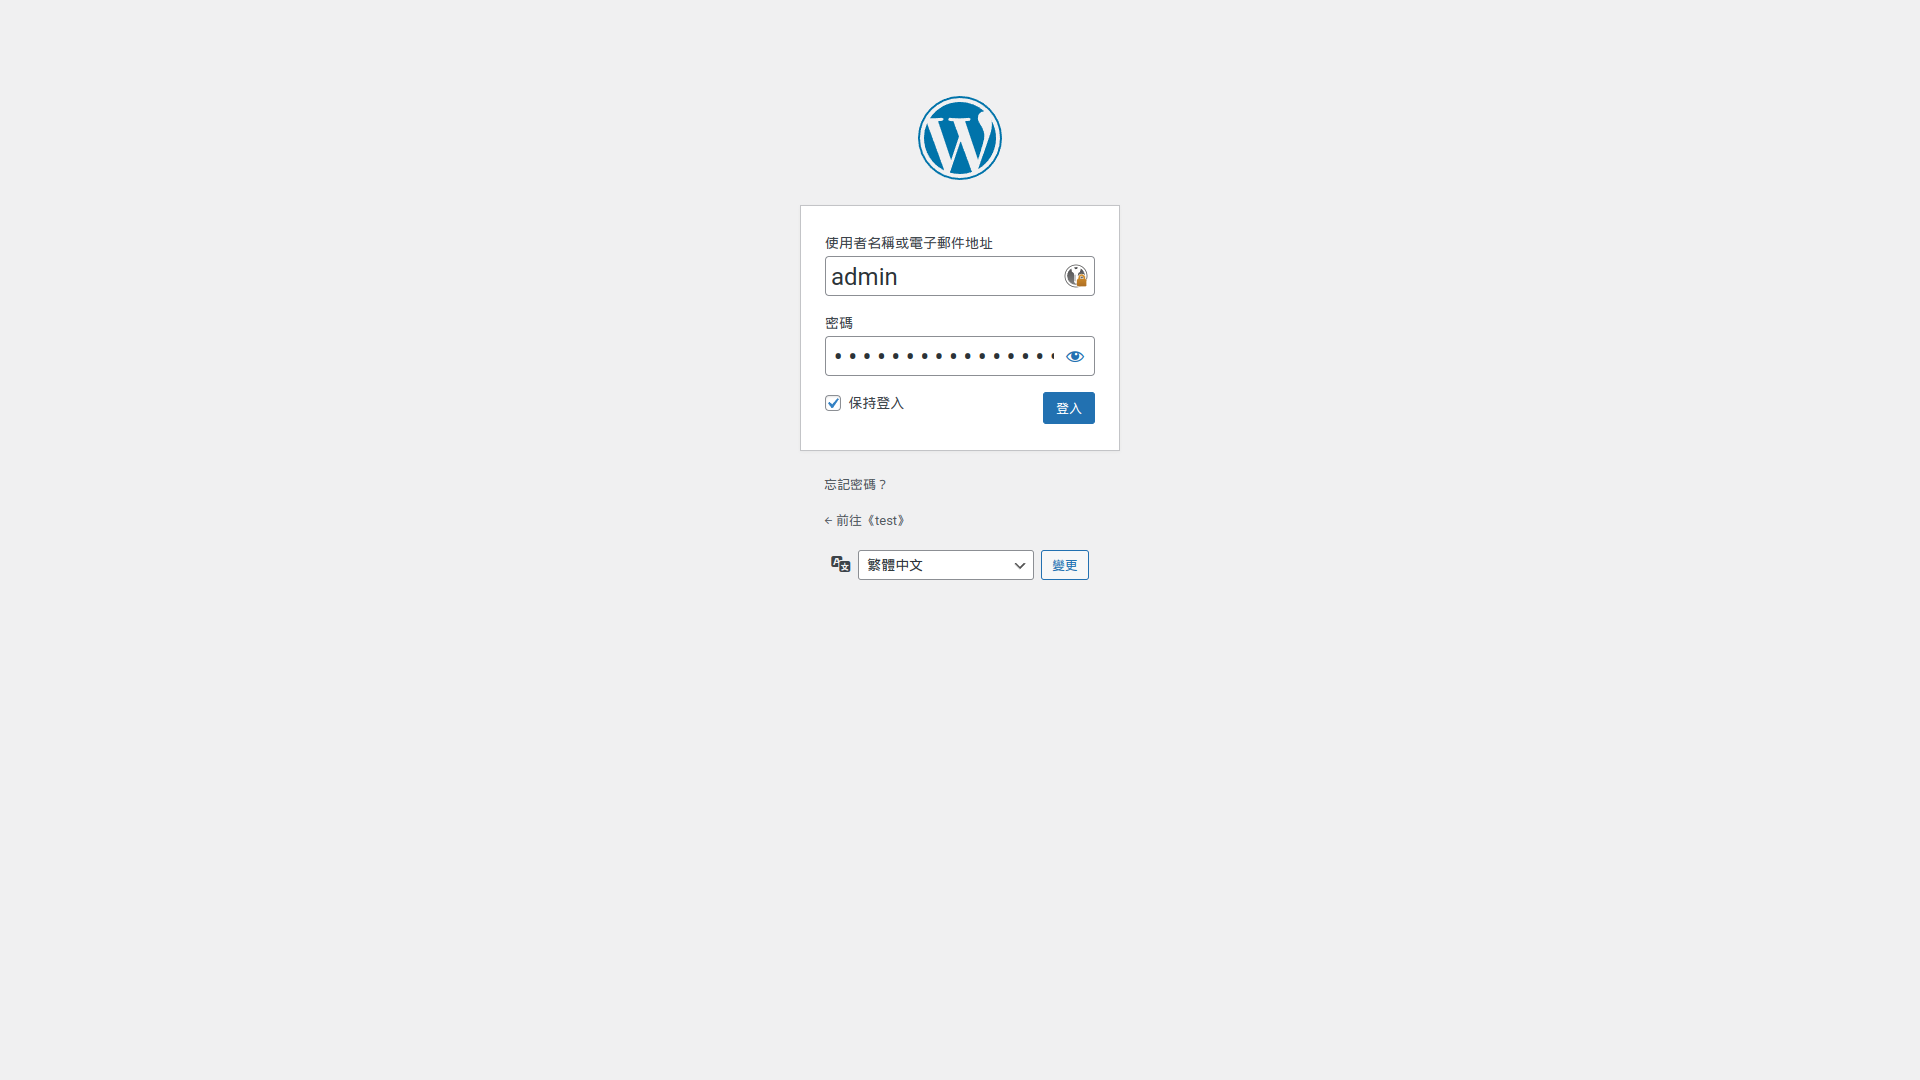 使用者名稱或電子郵件地址
admin
密碼
保持登入
登入
忘記密碼？
← 前往《test》
繁體中文
變更